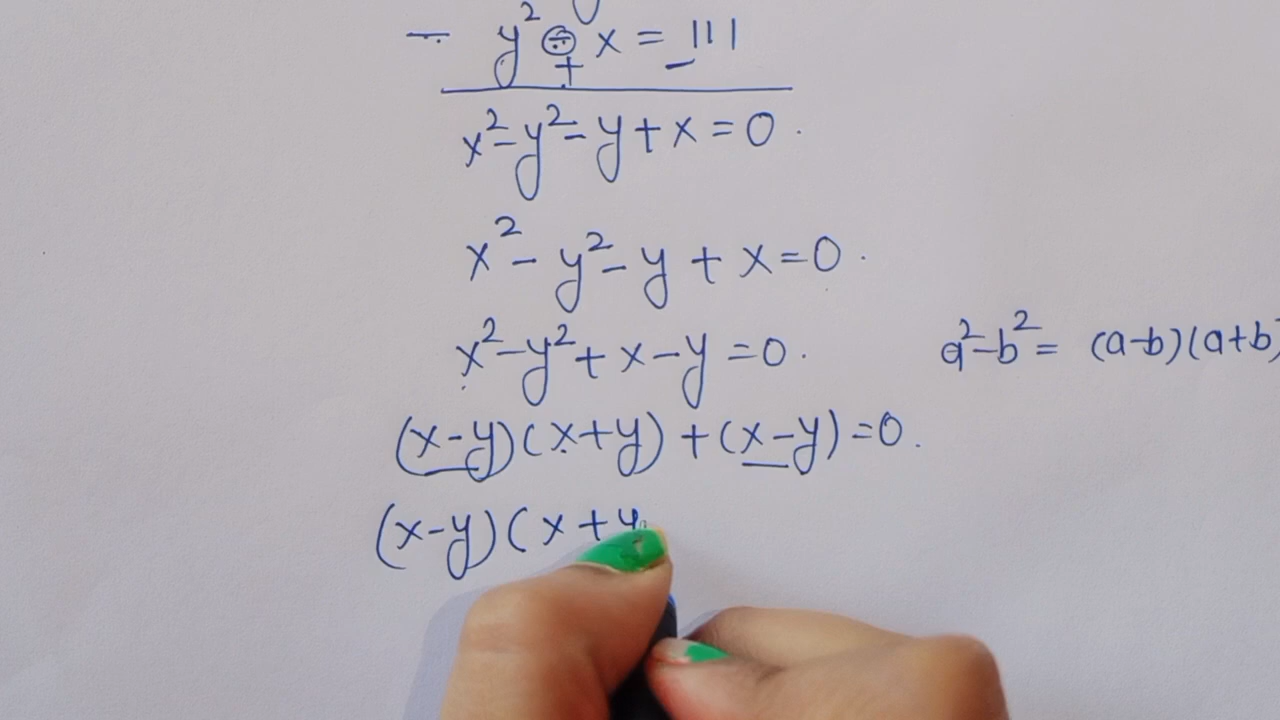 − y² − x = 111
+ −
x² − y² − y + x = 0.
x² − y² − y + x = 0.
x² − y² + x − y = 0.
a² − b² = (a − b)(a + b)
(x − y)(x + y) + (x − y) = 0.
(x − y)(x + y